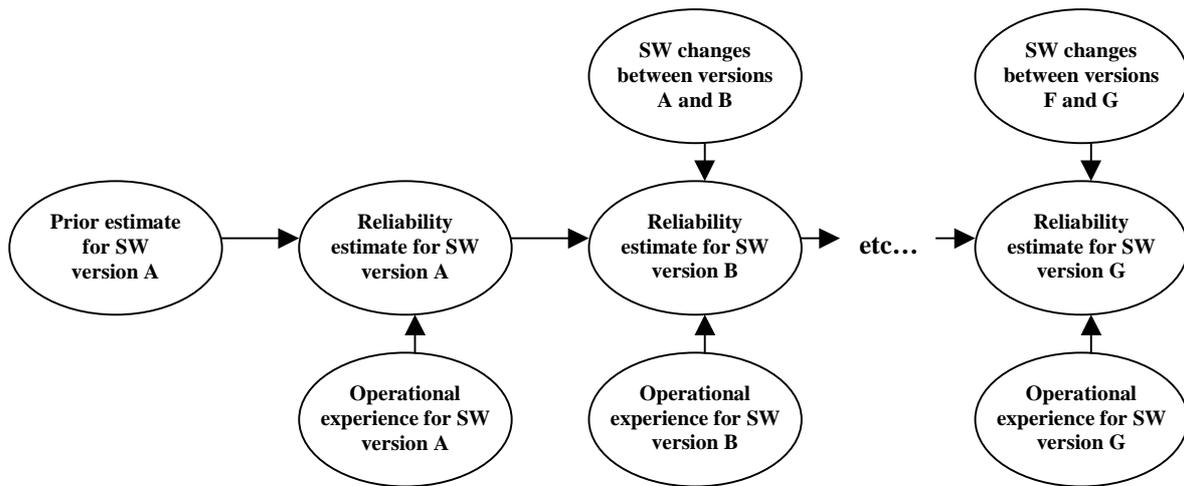 SW changes
between versions
A and B
SW changes
between versions
F and G
Prior estimate
for SW
version A
Reliability
estimate for SW
version A
Reliability
estimate for SW
version B
etc...
Reliability
estimate for SW
version G
Operational
experience for SW
version A
Operational
experience for SW
version B
Operational
experience for SW
version G